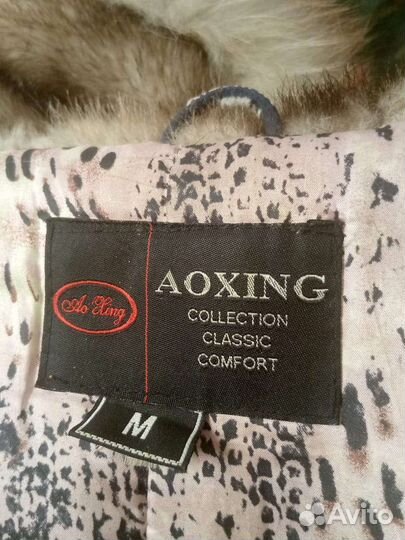 Ao Xing
AOXING
COLLECTION
CLASSIC
COMFORT
M
Avito